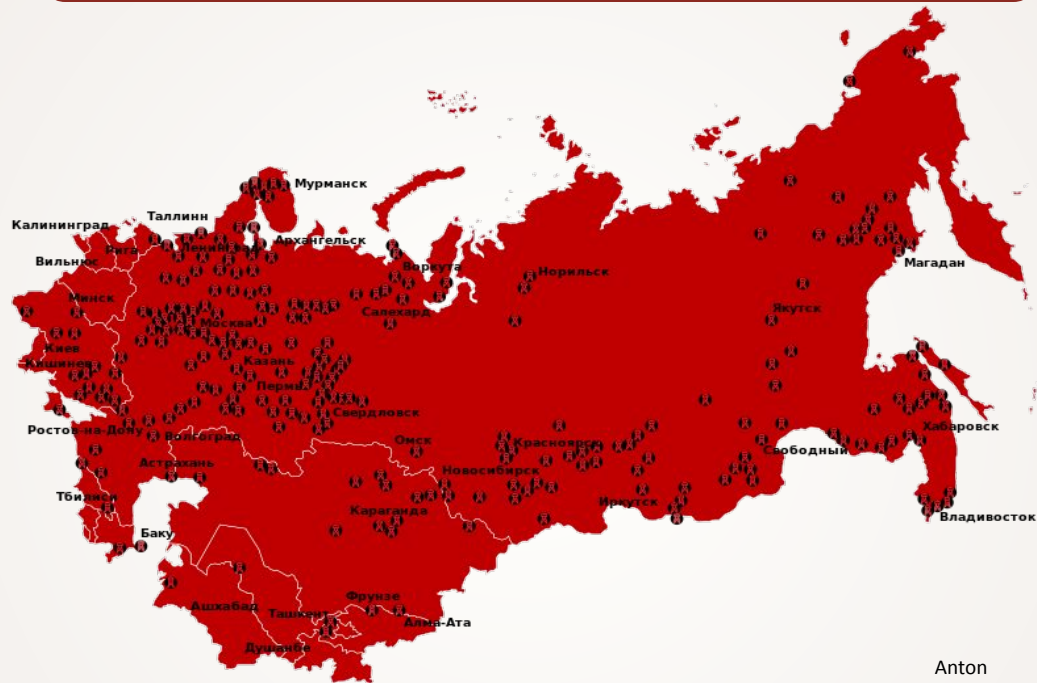 Мурманск
Таллинн
Калининград
Архангельск
Рига
Ленинград
Вильнюс
Магадан
Воркута
Норильск
Минск
Салехард
Якутск
Москва
Киев
Кишинев
Казань
Пермь
Свердловск
Хабаровск
Ростов-на-Дону
Волгоград
Омск
Красноярск
Свободный
Астрахань
Новосибирск
Тбилиси
Иркутск
Караганда
Владивосток
Баку
Фрунзе
Ашхабад
Ташкент
Алма-Ата
Душанбе
Anton